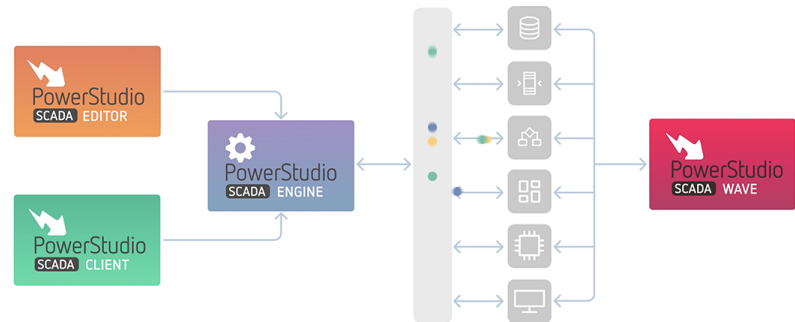 PowerStudio
SCADA EDITOR
PowerStudio
SCADA ENGINE
PowerStudio
SCADA WAVE
PowerStudio
SCADA CLIENT